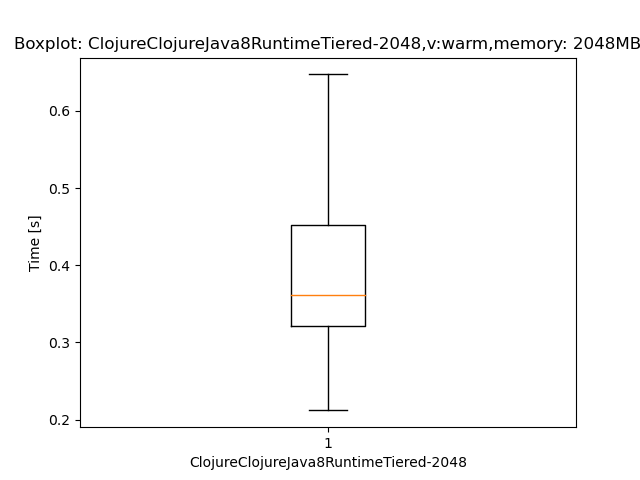 Boxplot: ClojureClojureJava8RuntimeTiered-2048,v:warm,memory: 2048MB
0.6
0.5
0.4
0.3
0.2
Time [s]
1
ClojureClojureJava8RuntimeTiered-2048